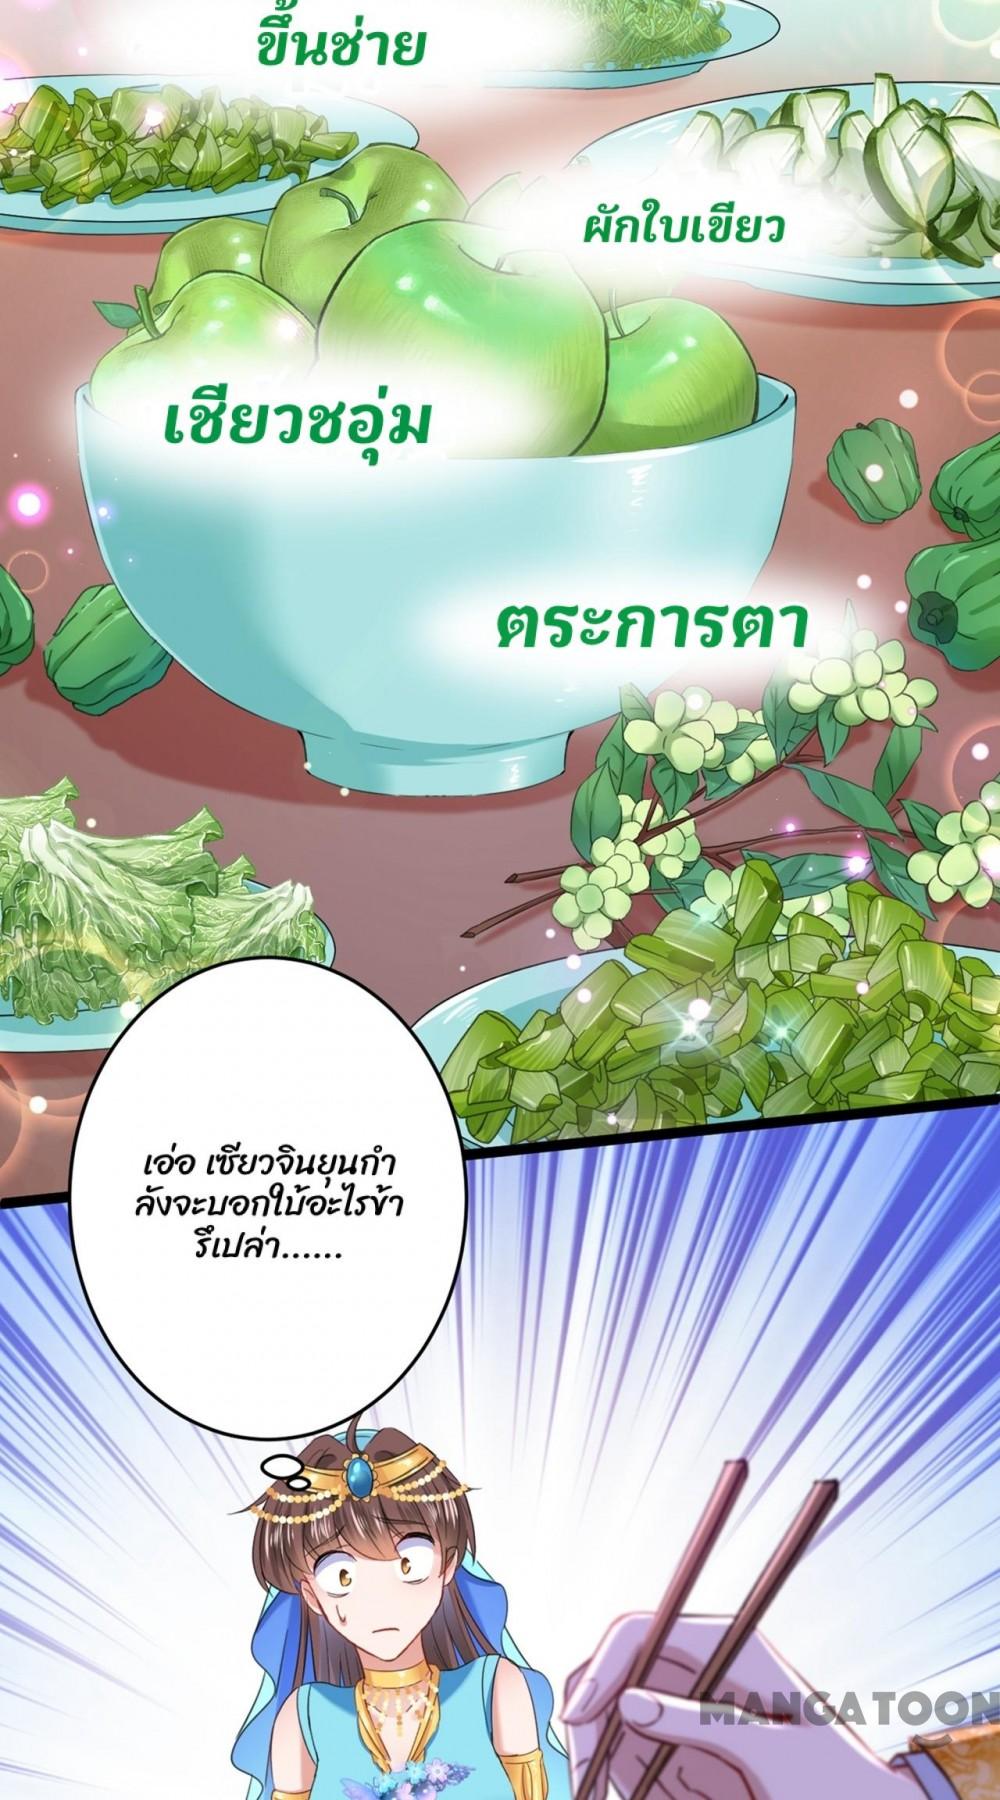 ขึ้นช่าย
ผักใบเขียว
เชียวชอุ่ม
ตระการตา
เอ่อ เซียวจินยุนกำ
ลังจะบอกใบ้อะไรข้า
รึเปล่า......
MANGATOON